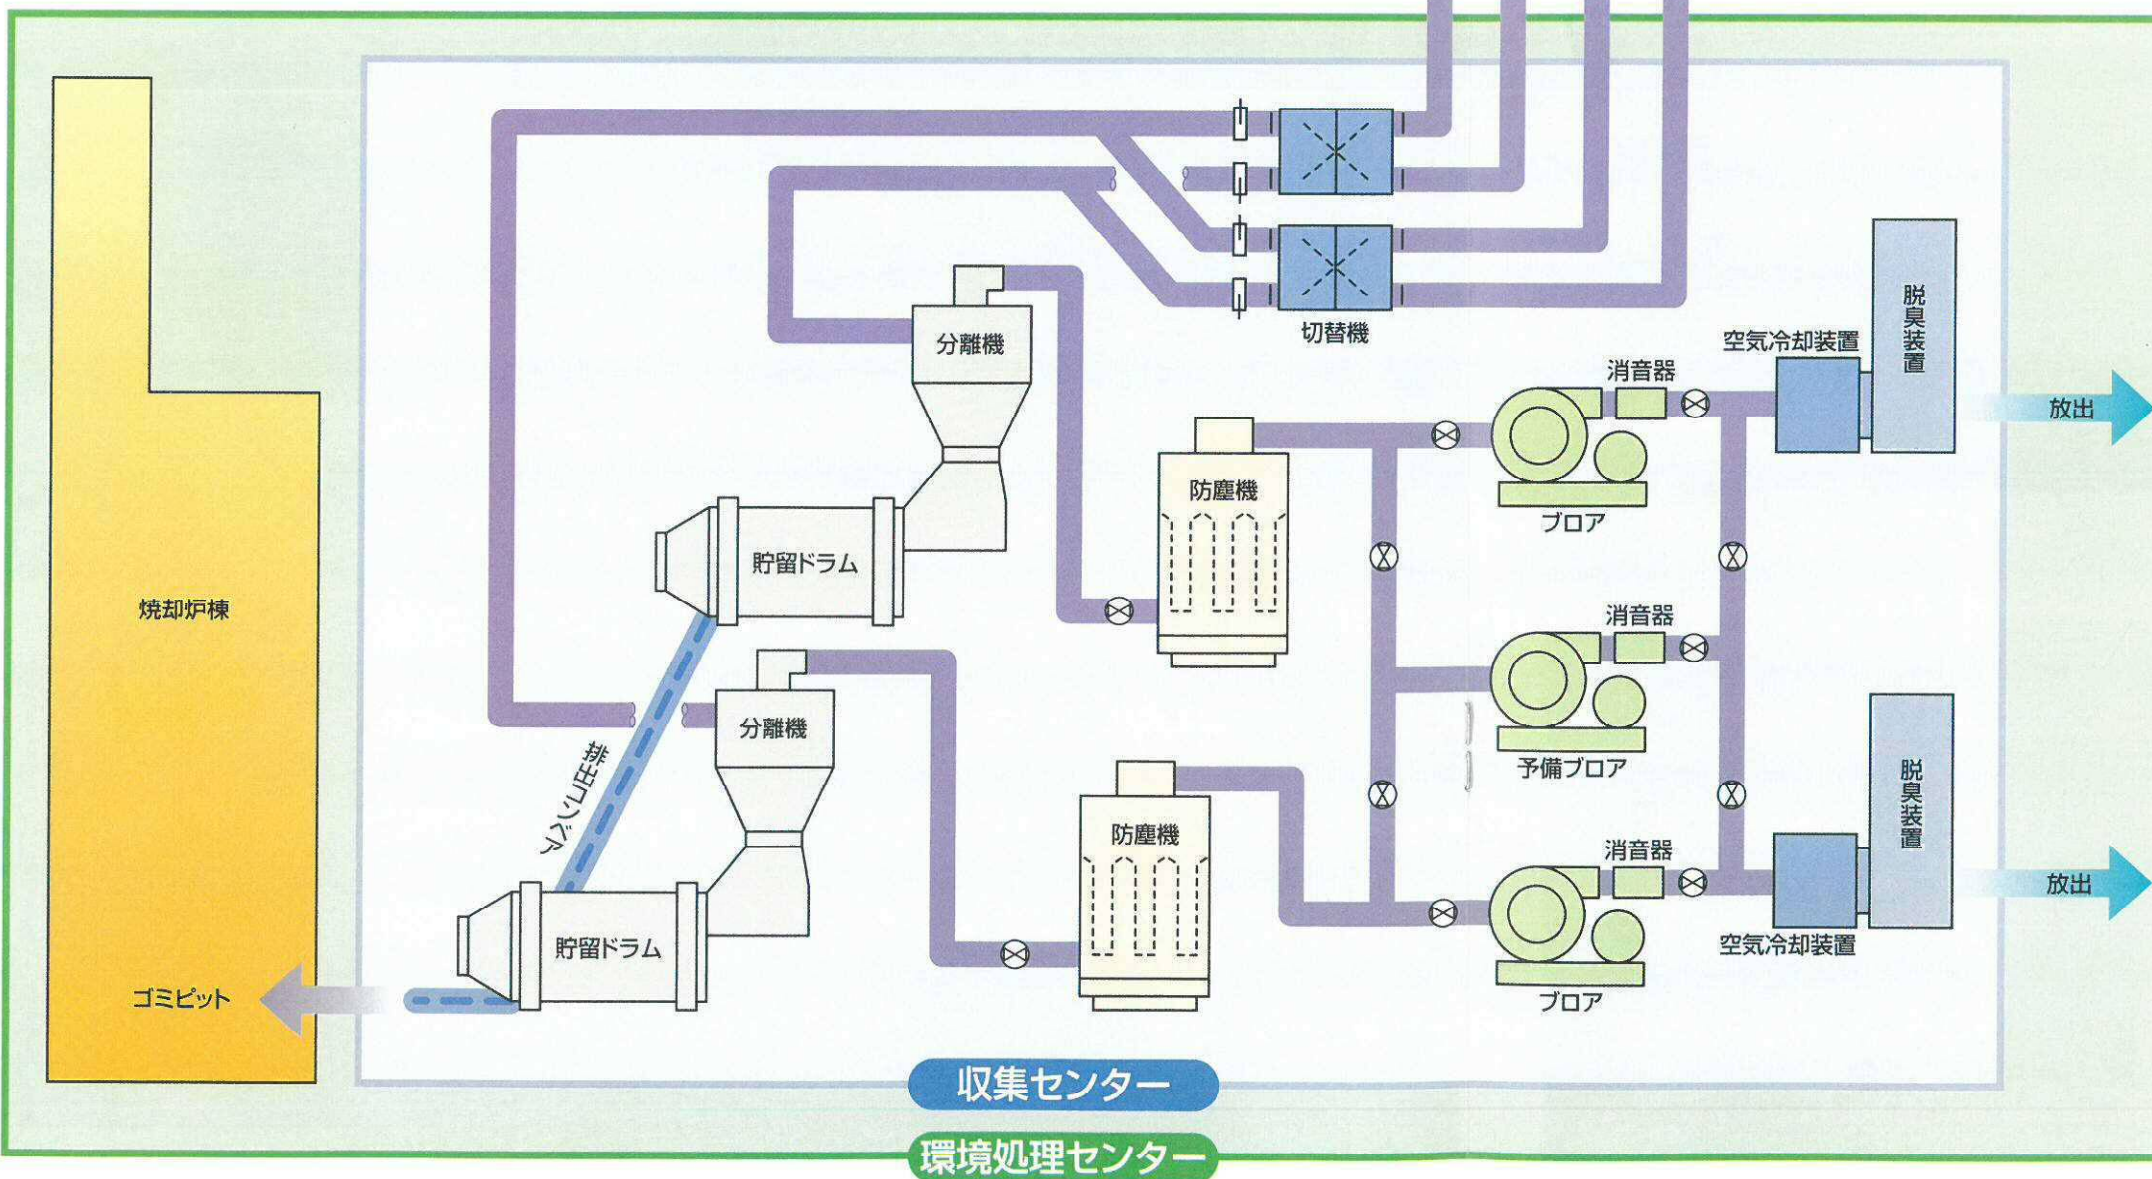 切替機
脱臭装置
空気冷却装置
分離機
消音器
放出
防塵機
ブロア
貯留ドラム
焼却炉棟
消音器
分離機
予備ブロア
排出コンベア
脱臭装置
防塵機
消音器
放出
貯留ドラム
空気冷却装置
ゴミピット
ブロア
収集センター
環境処理センター